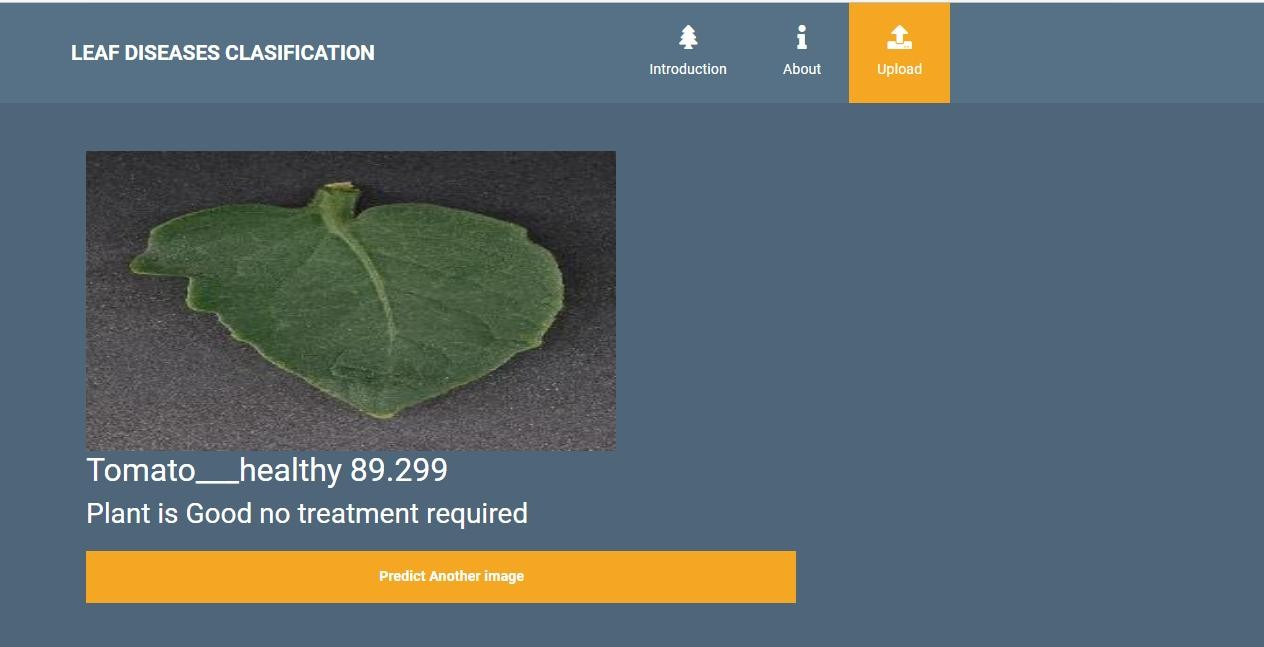 LEAF DISEASES CLASIFICATION
Introduction
About
Upload
Tomato___healthy 89.299
Plant is Good no treatment required
Predict Another image